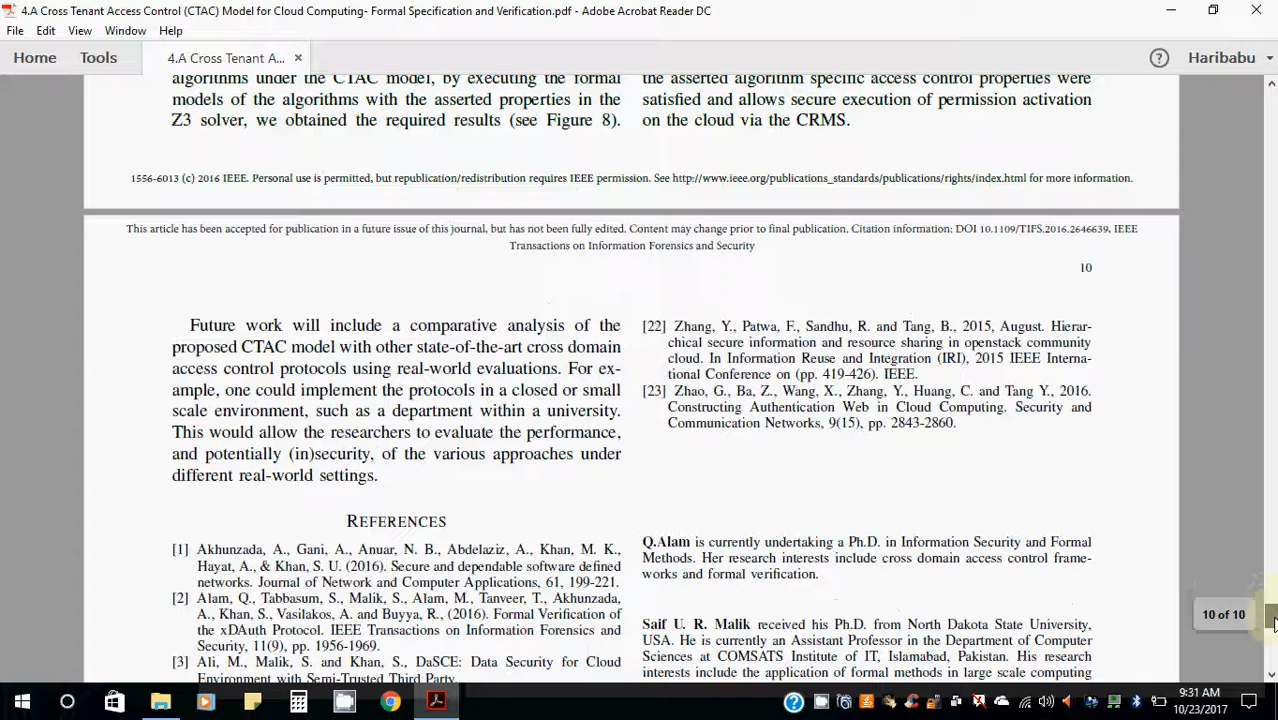 4.A Cross Tenant Access Control (CTAC) Model for Cloud Computing- Formal Specification and Verification.pdf - Adobe Acrobat Reader DC
File Edit View Window Help
Home Tools 4.A Cross Tenant A... × ? Haribabu
algorithms under the CTAC model, by executing the formal
models of the algorithms with the asserted properties in the
Z3 solver, we obtained the required results (see Figure 8).
the asserted algorithm specific access control properties were
satisfied and allows secure execution of permission activation
on the cloud via the CRMS.
1556-6013 (c) 2016 IEEE. Personal use is permitted, but republication/redistribution requires IEEE permission. See http://www.ieee.org/publications_standards/publications/rights/index.html for more information.
This article has been accepted for publication in a future issue of this journal, but has not been fully edited. Content may change prior to final publication. Citation information: DOI 10.1109/TIFS.2016.2646639, IEEE
Transactions on Information Forensics and Security
10
Future work will include a comparative analysis of the
proposed CTAC model with other state-of-the-art cross domain
access control protocols using real-world evaluations. For ex-
ample, one could implement the protocols in a closed or small
scale environment, such as a department within a university.
This would allow the researchers to evaluate the performance,
and potentially (in)security, of the various approaches under
different real-world settings.
REFERENCES
[1] Akhunzada, A., Gani, A., Anuar, N. B., Abdelaziz, A., Khan, M. K.,
Hayat, A., & Khan, S. U. (2016). Secure and dependable software defined
networks. Journal of Network and Computer Applications, 61, 199-221.
[2] Alam, Q., Tabbasum, S., Malik, S., Alam, M., Tanveer, T., Akhunzada,
A., Khan, S., Vasilakos, A. and Buyya, R., (2016). Formal Verification of
the xDAuth Protocol. IEEE Transactions on Information Forensics and
Security, 11(9), pp. 1956-1969.
[3] Ali, M., Malik, S. and Khan, S., DaSCE: Data Security for Cloud
Environment with Semi-Trusted Third Party.
[22] Zhang, Y., Patwa, F., Sandhu, R. and Tang, B., 2015, August. Hierar-
chical secure information and resource sharing in openstack community
cloud. In Information Reuse and Integration (IRI), 2015 IEEE Interna-
tional Conference on (pp. 419-426). IEEE.
[23] Zhao, G., Ba, Z., Wang, X., Zhang, Y., Huang, C. and Tang Y., 2016.
Constructing Authentication Web in Cloud Computing. Security and
Communication Networks, 9(15), pp. 2843-2860.
Q.Alam is currently undertaking a Ph.D. in Information Security and Formal
Methods. Her research interests include cross domain access control frame-
works and formal verification.
Saif U. R. Malik received his Ph.D. from North Dakota State University,
USA. He is currently an Assistant Professor in the Department of Computer
Sciences at COMSATS Institute of IT, Islamabad, Pakistan. His research
interests include the application of formal methods in large scale computing
10 of 10
9:31 AM
10/23/2017